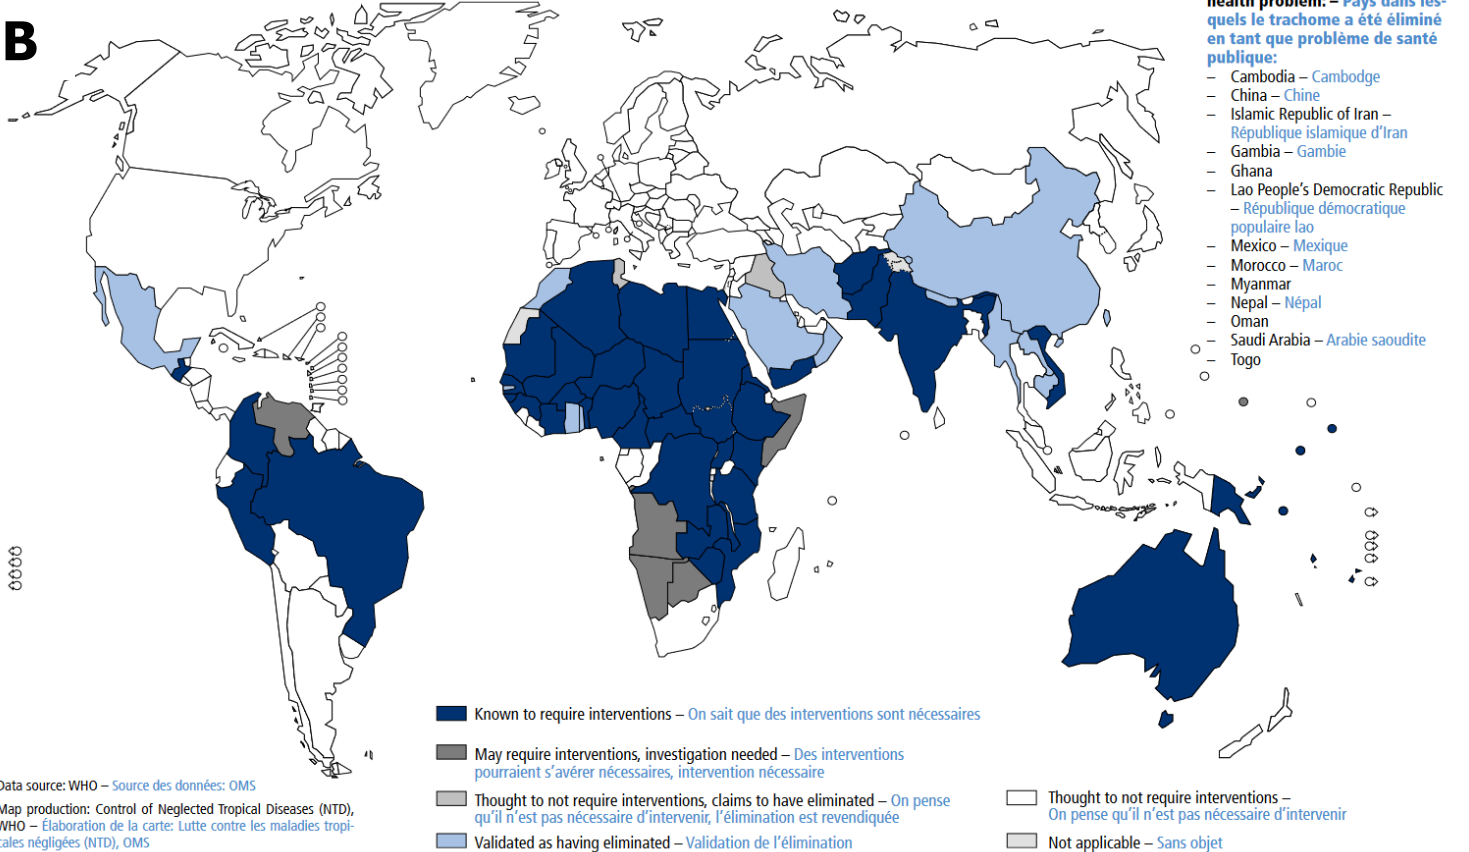 B
health problem: – Pays dans les-
quels le trachome a été éliminé
en tant que problème de santé
publique:
– Cambodia – Cambodge
– China – Chine
– Islamic Republic of Iran –
République islamique d'Iran
– Gambia – Gambie
– Ghana
– Lao People's Democratic Republic
– République démocratique
populaire lao
– Mexico – Mexique
– Morocco – Maroc
– Myanmar
– Nepal – Népal
– Oman
– Saudi Arabia – Arabie saoudite
– Togo
Known to require interventions – On sait que des interventions sont nécessaires
May require interventions, investigation needed – Des interventions
pourraient s'avérer nécessaires, intervention nécessaire
Thought to not require interventions, claims to have eliminated – On pense
qu'il n'est pas nécessaire d'intervenir, l'élimination est revendiquée
Validated as having eliminated – Validation de l'élimination
Thought to not require interventions –
On pense qu'il n'est pas nécessaire d'intervenir
Not applicable – Sans objet
Data source: WHO – Source des données: OMS
Map production: Control of Neglected Tropical Diseases (NTD),
WHO – Élaboration de la carte: Lutte contre les maladies tropi-
cales négligées (NTD), OMS